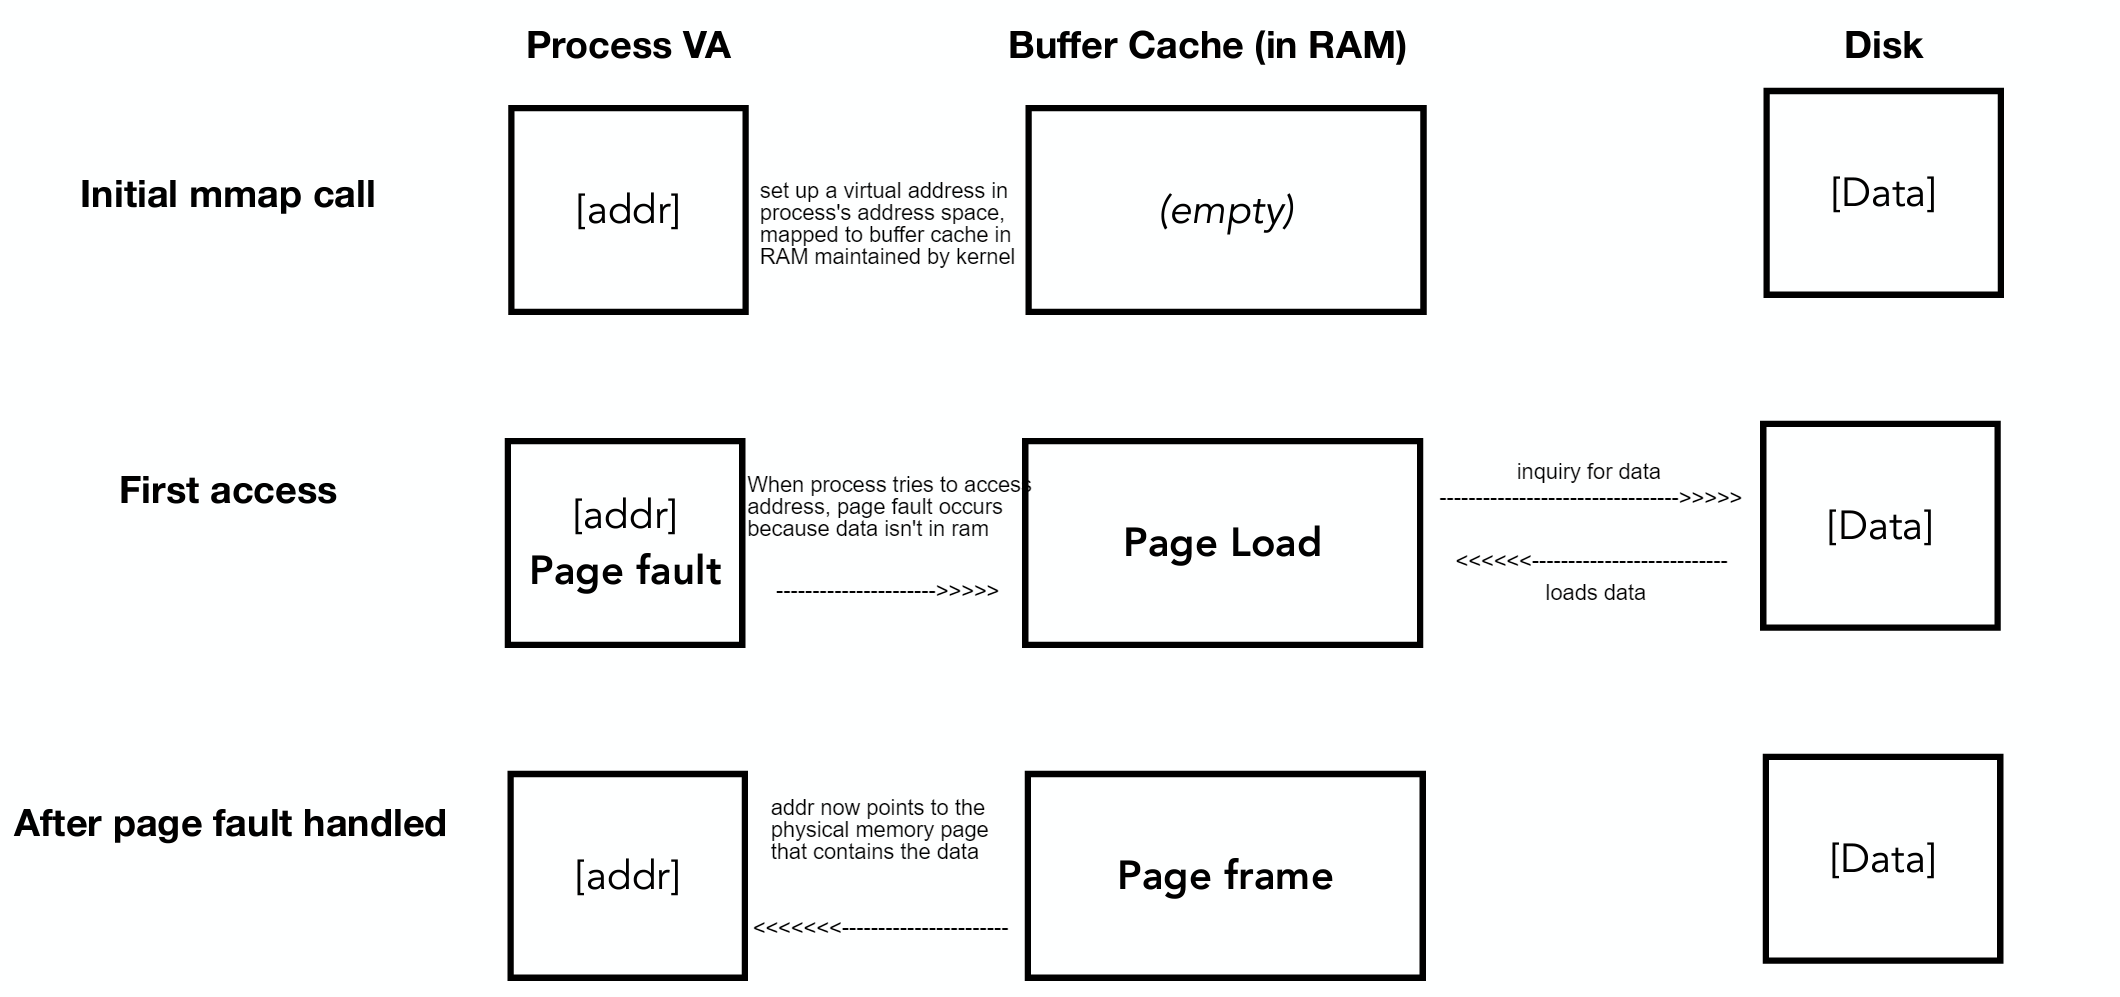 Process VA
Buffer Cache (in RAM)
Disk
Initial mmap call
[addr]
set up a virtual address in
process's address space,
mapped to buffer cache in
RAM maintained by kernel
(empty)
[Data]
First access
[addr]
Page fault
When process tries to access
address, page fault occurs
because data isn't in ram
---------------------->>>>>
Page Load
inquiry for data
--------------------------------->>>>>
<<<<<<---------------------------
loads data
[Data]
After page fault handled
[addr]
addr now points to the
physical memory page
that contains the data
<<<<<<<-----------------------
Page frame
[Data]